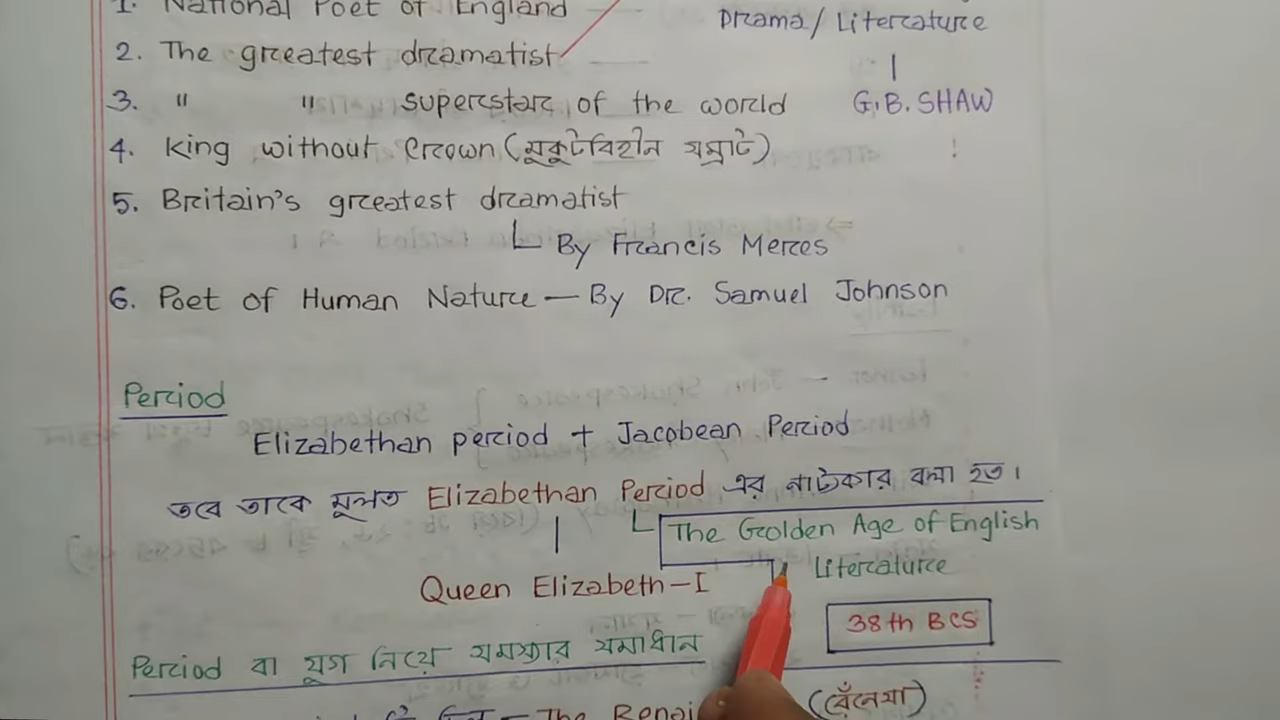 1. National Poet of England
Drama/Literature
2. The greatest dramatist
3. " " superstar of the world G.B. SHAW
4. King without Crown (মুকুটবিহীন সম্রাট)
5. Britain's greatest dramatist
By Francis Meres
6. Poet of Human Nature — By Dr. Samuel Johnson
Period
Elizabethan period + Jacobean Period
তবে তাকে মূলত Elizabethan Period এর নাট্যকার বলা হত।
The Golden Age of English
Literature
Queen Elizabeth-I
38th BCS
Period বা যুগ নিয়ে সমস্যার সমাধান
The Renai
(রেঁনেসা)